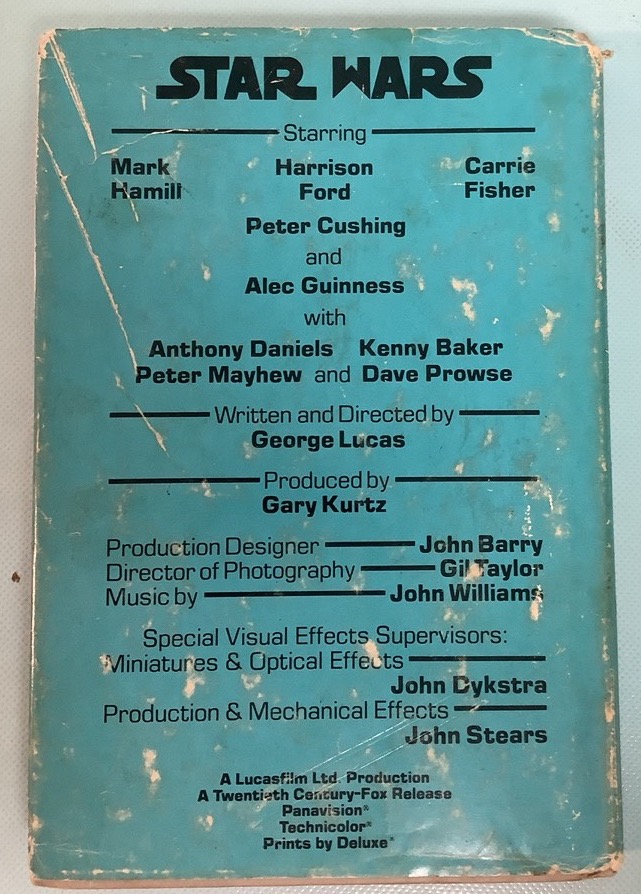 STAR WARS
Starring
Mark Harrison Carrie
Hamill Ford Fisher
Peter Cushing
and
Alec Guinness
with
Anthony Daniels Kenny Baker
Peter Mayhew and Dave Prowse
Written and Directed by
George Lucas
Produced by
Gary Kurtz
Production Designer John Barry
Director of Photography Gil Taylor
Music by John Williams
Special Visual Effects Supervisors:
Miniatures & Optical Effects
John Dykstra
Production & Mechanical Effects
John Stears
A Lucasfilm Ltd. Production
A Twentieth Century-Fox Release
Panavision®
Technicolor®
Prints by Deluxe®